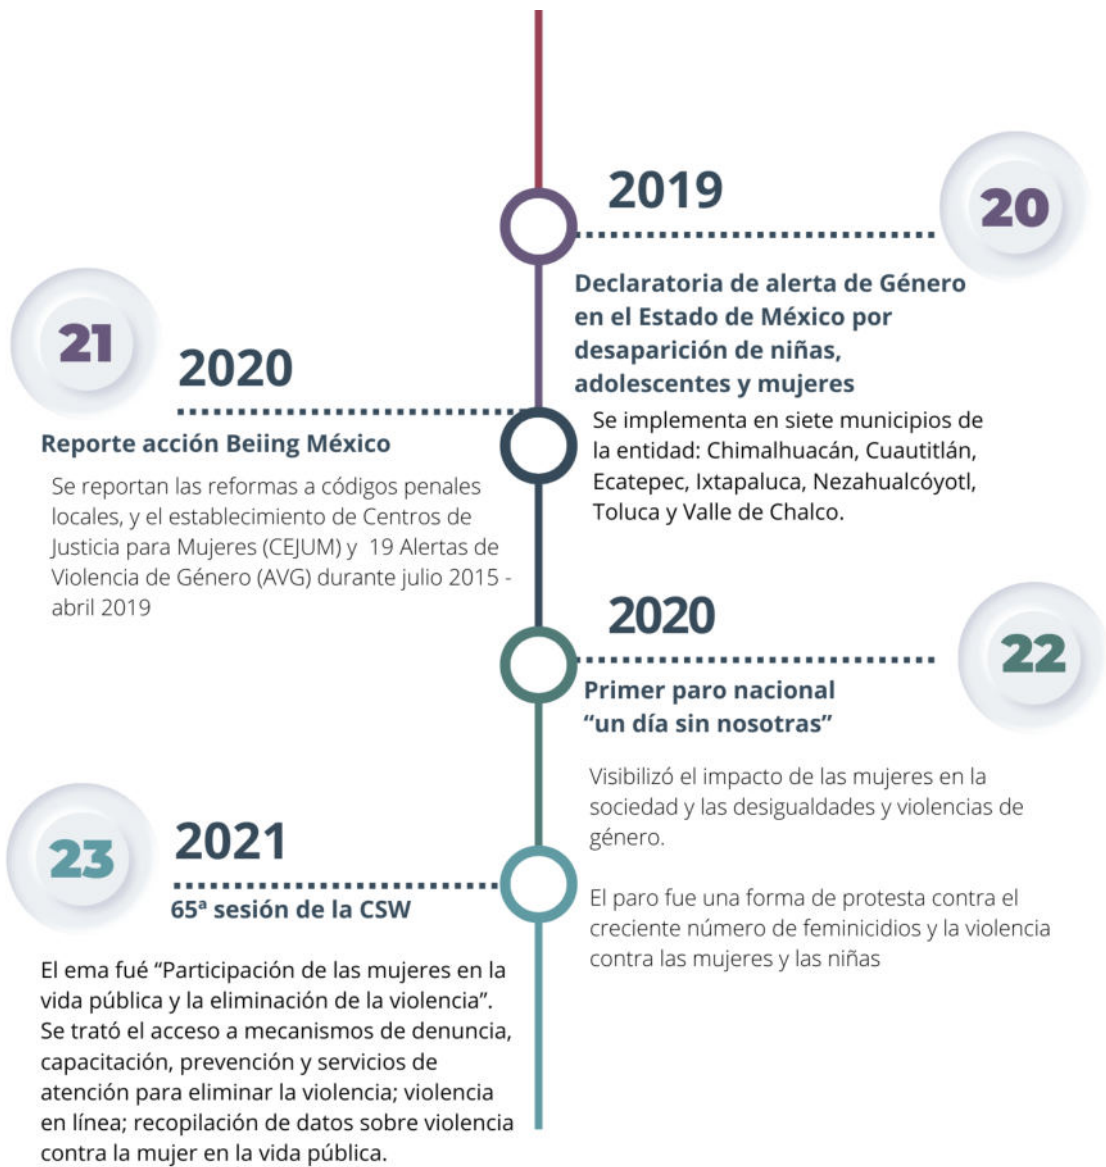 2019
20
Declaratoria de alerta de Género
en el Estado de México por
desaparición de niñas,
adolescentes y mujeres
Se implementa en siete municipios de
la entidad: Chimalhuacán, Cuautitlán,
Ecatepec, Ixtapaluca, Nezahualcóyotl,
Toluca y Valle de Chalco.
21
2020
Reporte acción Beiing México
Se reportan las reformas a códigos penales
locales, y el establecimiento de Centros de
Justicia para Mujeres (CEJUM) y 19 Alertas de
Violencia de Género (AVG) durante julio 2015 -
abril 2019
2020
22
Primer paro nacional
“un día sin nosotras”
Visibilizó el impacto de las mujeres en la
sociedad y las desigualdades y violencias de
género.
El paro fue una forma de protesta contra el
creciente número de feminicidios y la violencia
contra las mujeres y las niñas
23
2021
65ª sesión de la CSW
El ema fué “Participación de las mujeres en la
vida pública y la eliminación de la violencia”.
Se trató el acceso a mecanismos de denuncia,
capacitación, prevención y servicios de
atención para eliminar la violencia; violencia
en línea; recopilación de datos sobre violencia
contra la mujer en la vida pública.